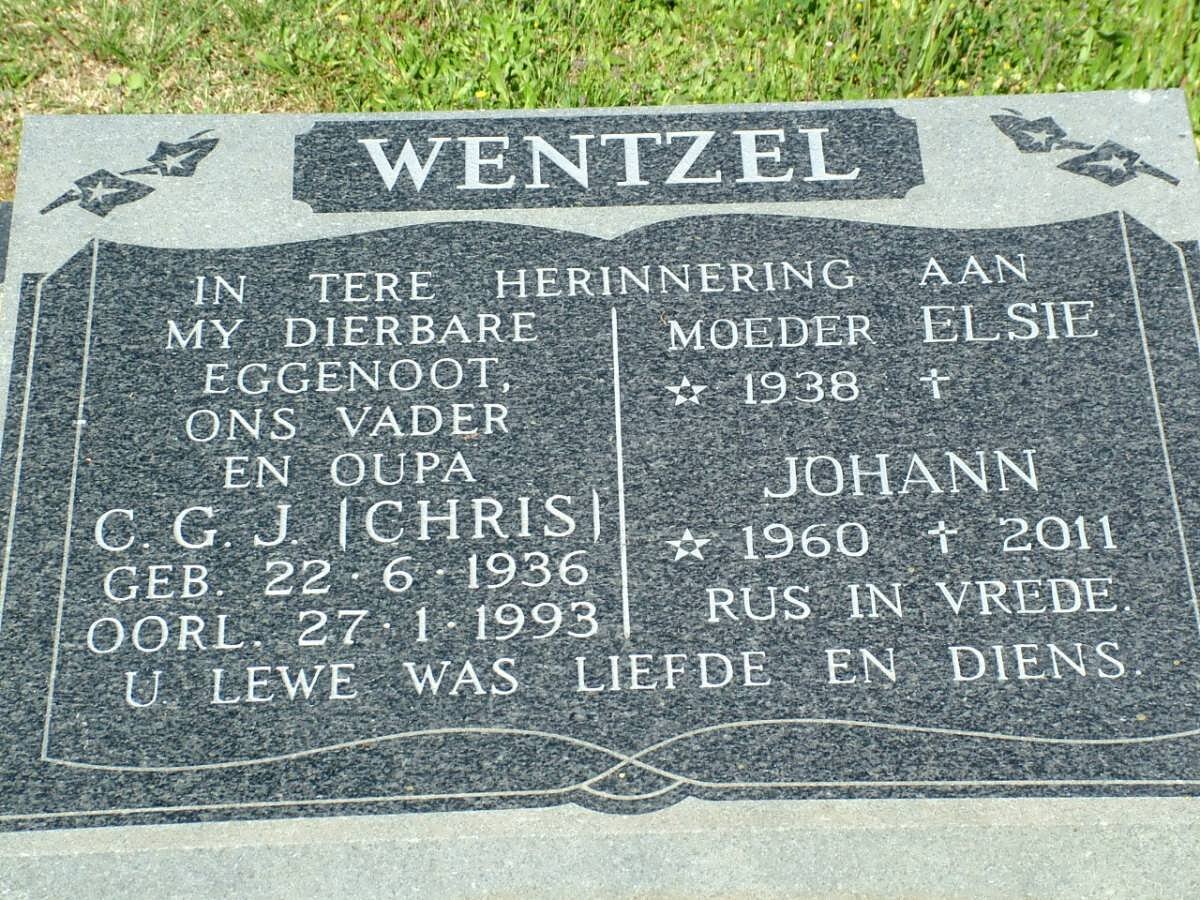 WENTZEL
IN TERE HERINNERING AAN
MY DIERBARE
EGGENOOT,
ONS VADER
EN OUPA
C. G. J. |CHRIS|
GEB. 22 · 6 · 1936
OORL. 27 · 1 · 1993
MOEDER ELSIE
☆ 1938 †
JOHANN
☆ 1960 † 2011
RUS IN VREDE.
U LEWE WAS LIEFDE EN DIENS.